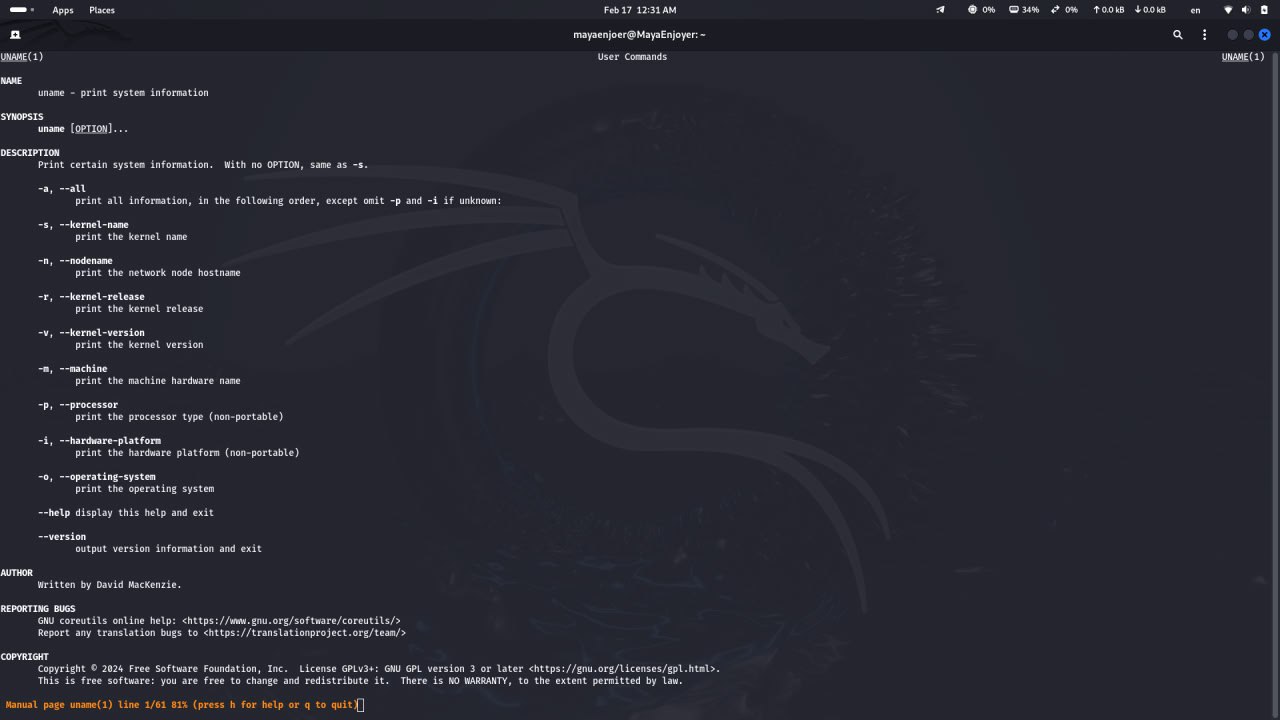 Apps Places Feb 17 12:31 AM 0% 34% 0% 0.0 kB 0.0 kB en
mayaenjoer@MayaEnjoyer: ~
UNAME(1) User Commands UNAME(1)
NAME
uname - print system information
SYNOPSIS
uname [OPTION]...
DESCRIPTION
Print certain system information. With no OPTION, same as -s.
-a, --all
print all information, in the following order, except omit -p and -i if unknown:
-s, --kernel-name
print the kernel name
-n, --nodename
print the network node hostname
-r, --kernel-release
print the kernel release
-v, --kernel-version
print the kernel version
-m, --machine
print the machine hardware name
-p, --processor
print the processor type (non-portable)
-i, --hardware-platform
print the hardware platform (non-portable)
-o, --operating-system
print the operating system
--help display this help and exit
--version
output version information and exit
AUTHOR
Written by David MacKenzie.
REPORTING BUGS
GNU coreutils online help: <https://www.gnu.org/software/coreutils/>
Report any translation bugs to <https://translationproject.org/team/>
COPYRIGHT
Copyright © 2024 Free Software Foundation, Inc. License GPLv3+: GNU GPL version 3 or later <https://gnu.org/licenses/gpl.html>.
This is free software: you are free to change and redistribute it. There is NO WARRANTY, to the extent permitted by law.
Manual page uname(1) line 1/61 81% (press h for help or q to quit)